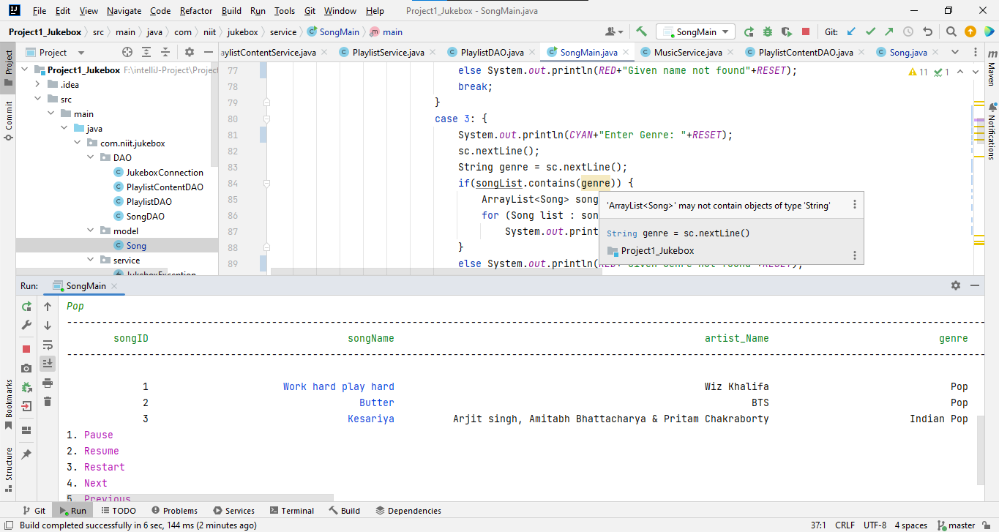 File Edit View Navigate Code Refactor Build Run Tools Git Window Help Project1_Jukebox - SongMain.java
Project1_Jukebox src main java com niit jukebox service SongMain main SongMain Git:
Project aylistContentService.java PlaylistService.java PlaylistDAO.java SongMain.java MusicService.java PlaylistContentDAO.java Song.java
Project
Commit
Bookmarks
Structure
Maven
Notifications
Project1_Jukebox F:\intelliJ-Project\Project
.idea
src
main
java
com.niit.jukebox
DAO
JukeboxConnection
PlaylistContentDAO
PlaylistDAO
SongDAO
model
Song
service
JukeboxException
11 1
77 else System.out.println(RED+"Given name not found"+RESET);
78 break;
79 }
80 case 3: {
81 System.out.println(CYAN+"Enter Genre: "+RESET);
82 sc.nextLine();
83 String genre = sc.nextLine();
84 if(songList.contains(genre)) {
85 ArrayList<Song> song
86 for (Song list : son
87 System.out.print
88 }
89 else System.out.println(RED+"Given Genre not found"+RESET);
'ArrayList<Song>' may not contain objects of type 'String'
String genre = sc.nextLine()
Project1_Jukebox
Run: SongMain
Pop
songID songName artist_Name genre
1 Work hard play hard Wiz Khalifa Pop
2 Butter BTS Pop
3 Kesariya Arjit singh, Amitabh Bhattacharya & Pritam Chakraborty Indian Pop
1. Pause
2. Resume
3. Restart
4. Next
5 Previous
Git Run TODO Problems Services Terminal Build Dependencies
Build completed successfully in 6 sec, 144 ms (2 minutes ago) 37:1 CRLF UTF-8 4 spaces master